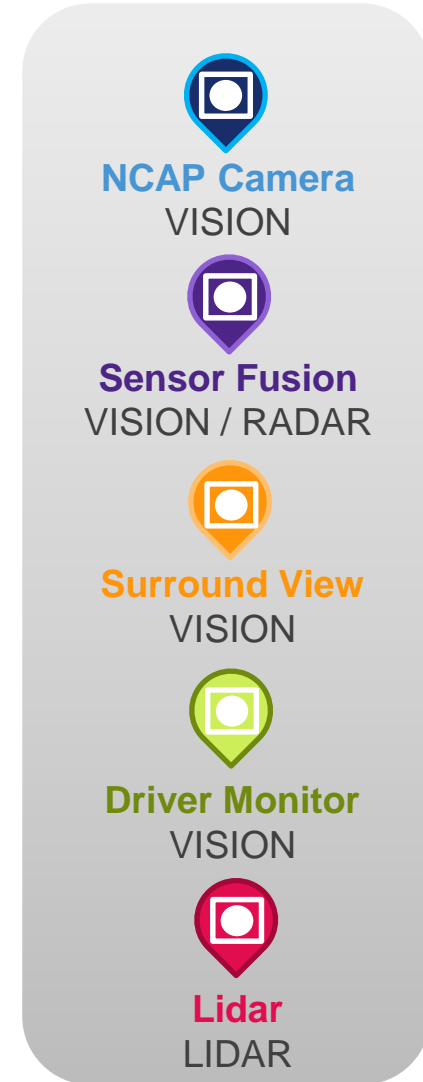 NCAP Camera
VISION
Sensor Fusion
VISION / RADAR
Surround View
VISION
Driver Monitor
VISION
Lidar
LIDAR